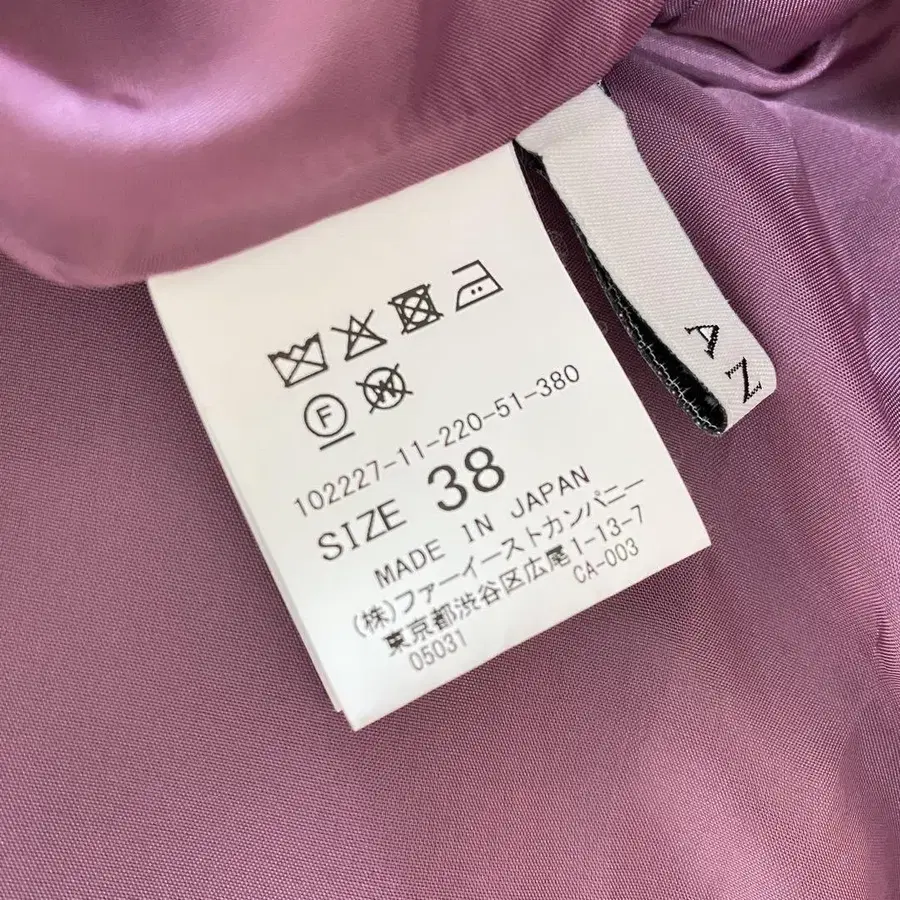 F
W
102227-11-220-51-380
SIZE 38
MADE IN JAPAN
(株)ファーイーストカンパニー
東京都渋谷区広尾1-13-7
05031 CA-003
A N